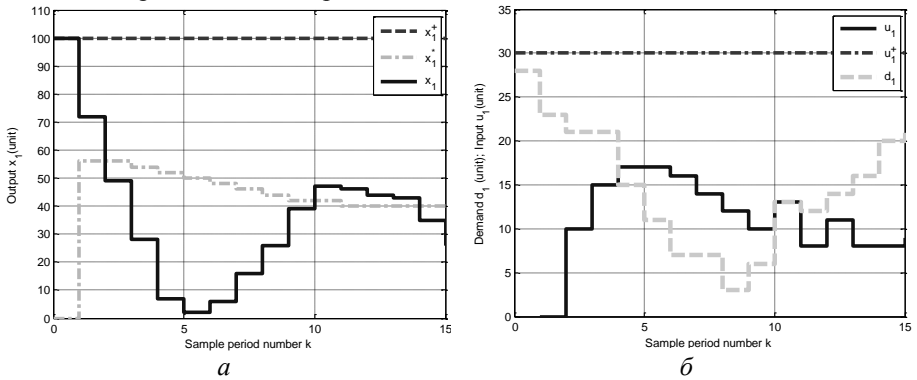 110
100
90
80
70
60
50
40
30
20
10
0
0 5 10 15
Output x1(unit)
Sample period number k
x1+
x1*
x1
а
35
30
25
20
15
10
5
0
0 5 10 15
Demand d1 (unit); Input u1(unit)
Sample period number k
u1
u1+
d1
б